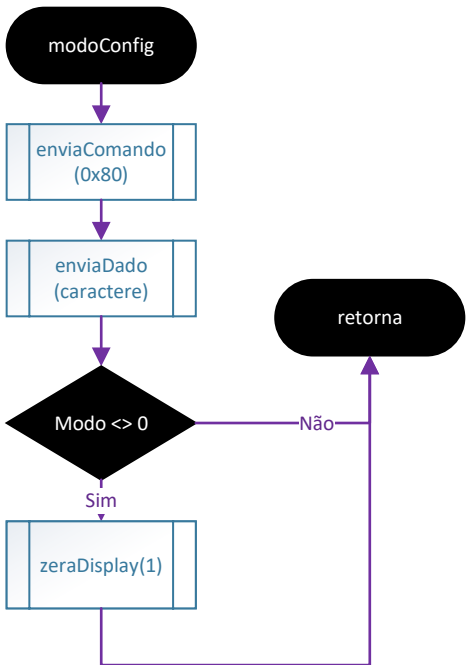 modoConfig
enviaComando
(0x80)
enviaDado
(caractere)
retorna
Modo <> 0
Não
Sim
zeraDisplay(1)